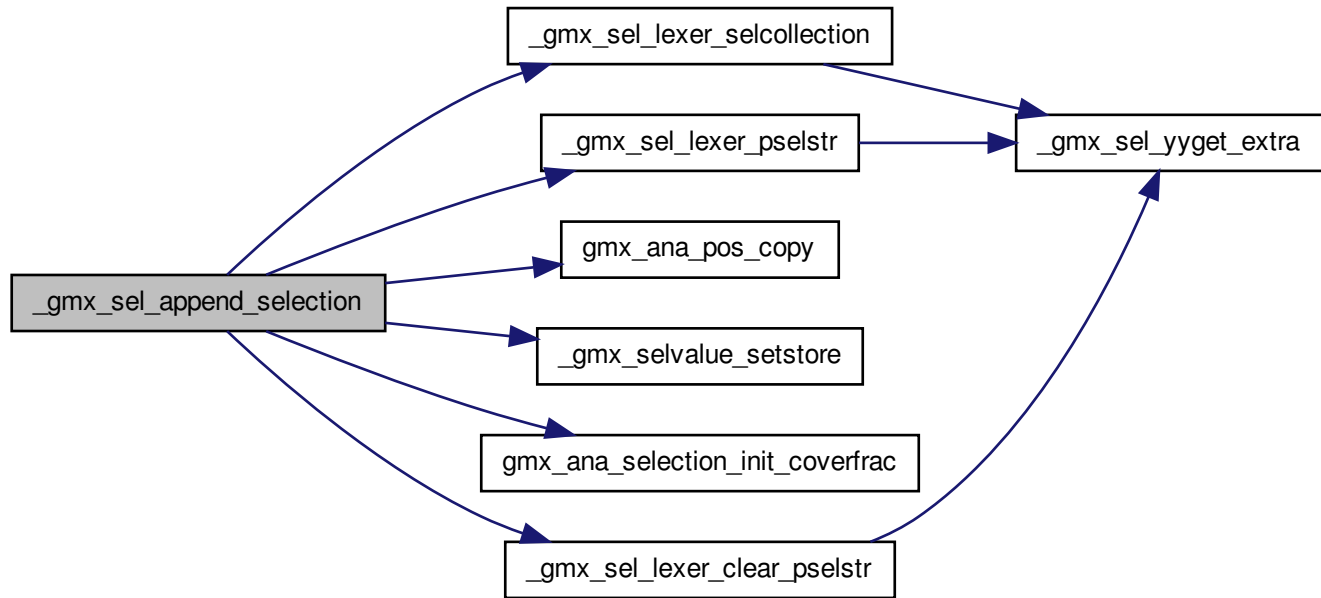 _gmx_sel_lexer_selcollection
_gmx_sel_lexer_pselstr
_gmx_sel_yyget_extra
gmx_ana_pos_copy
_gmx_sel_append_selection
_gmx_selvalue_setstore
gmx_ana_selection_init_coverfrac
_gmx_sel_lexer_clear_pselstr